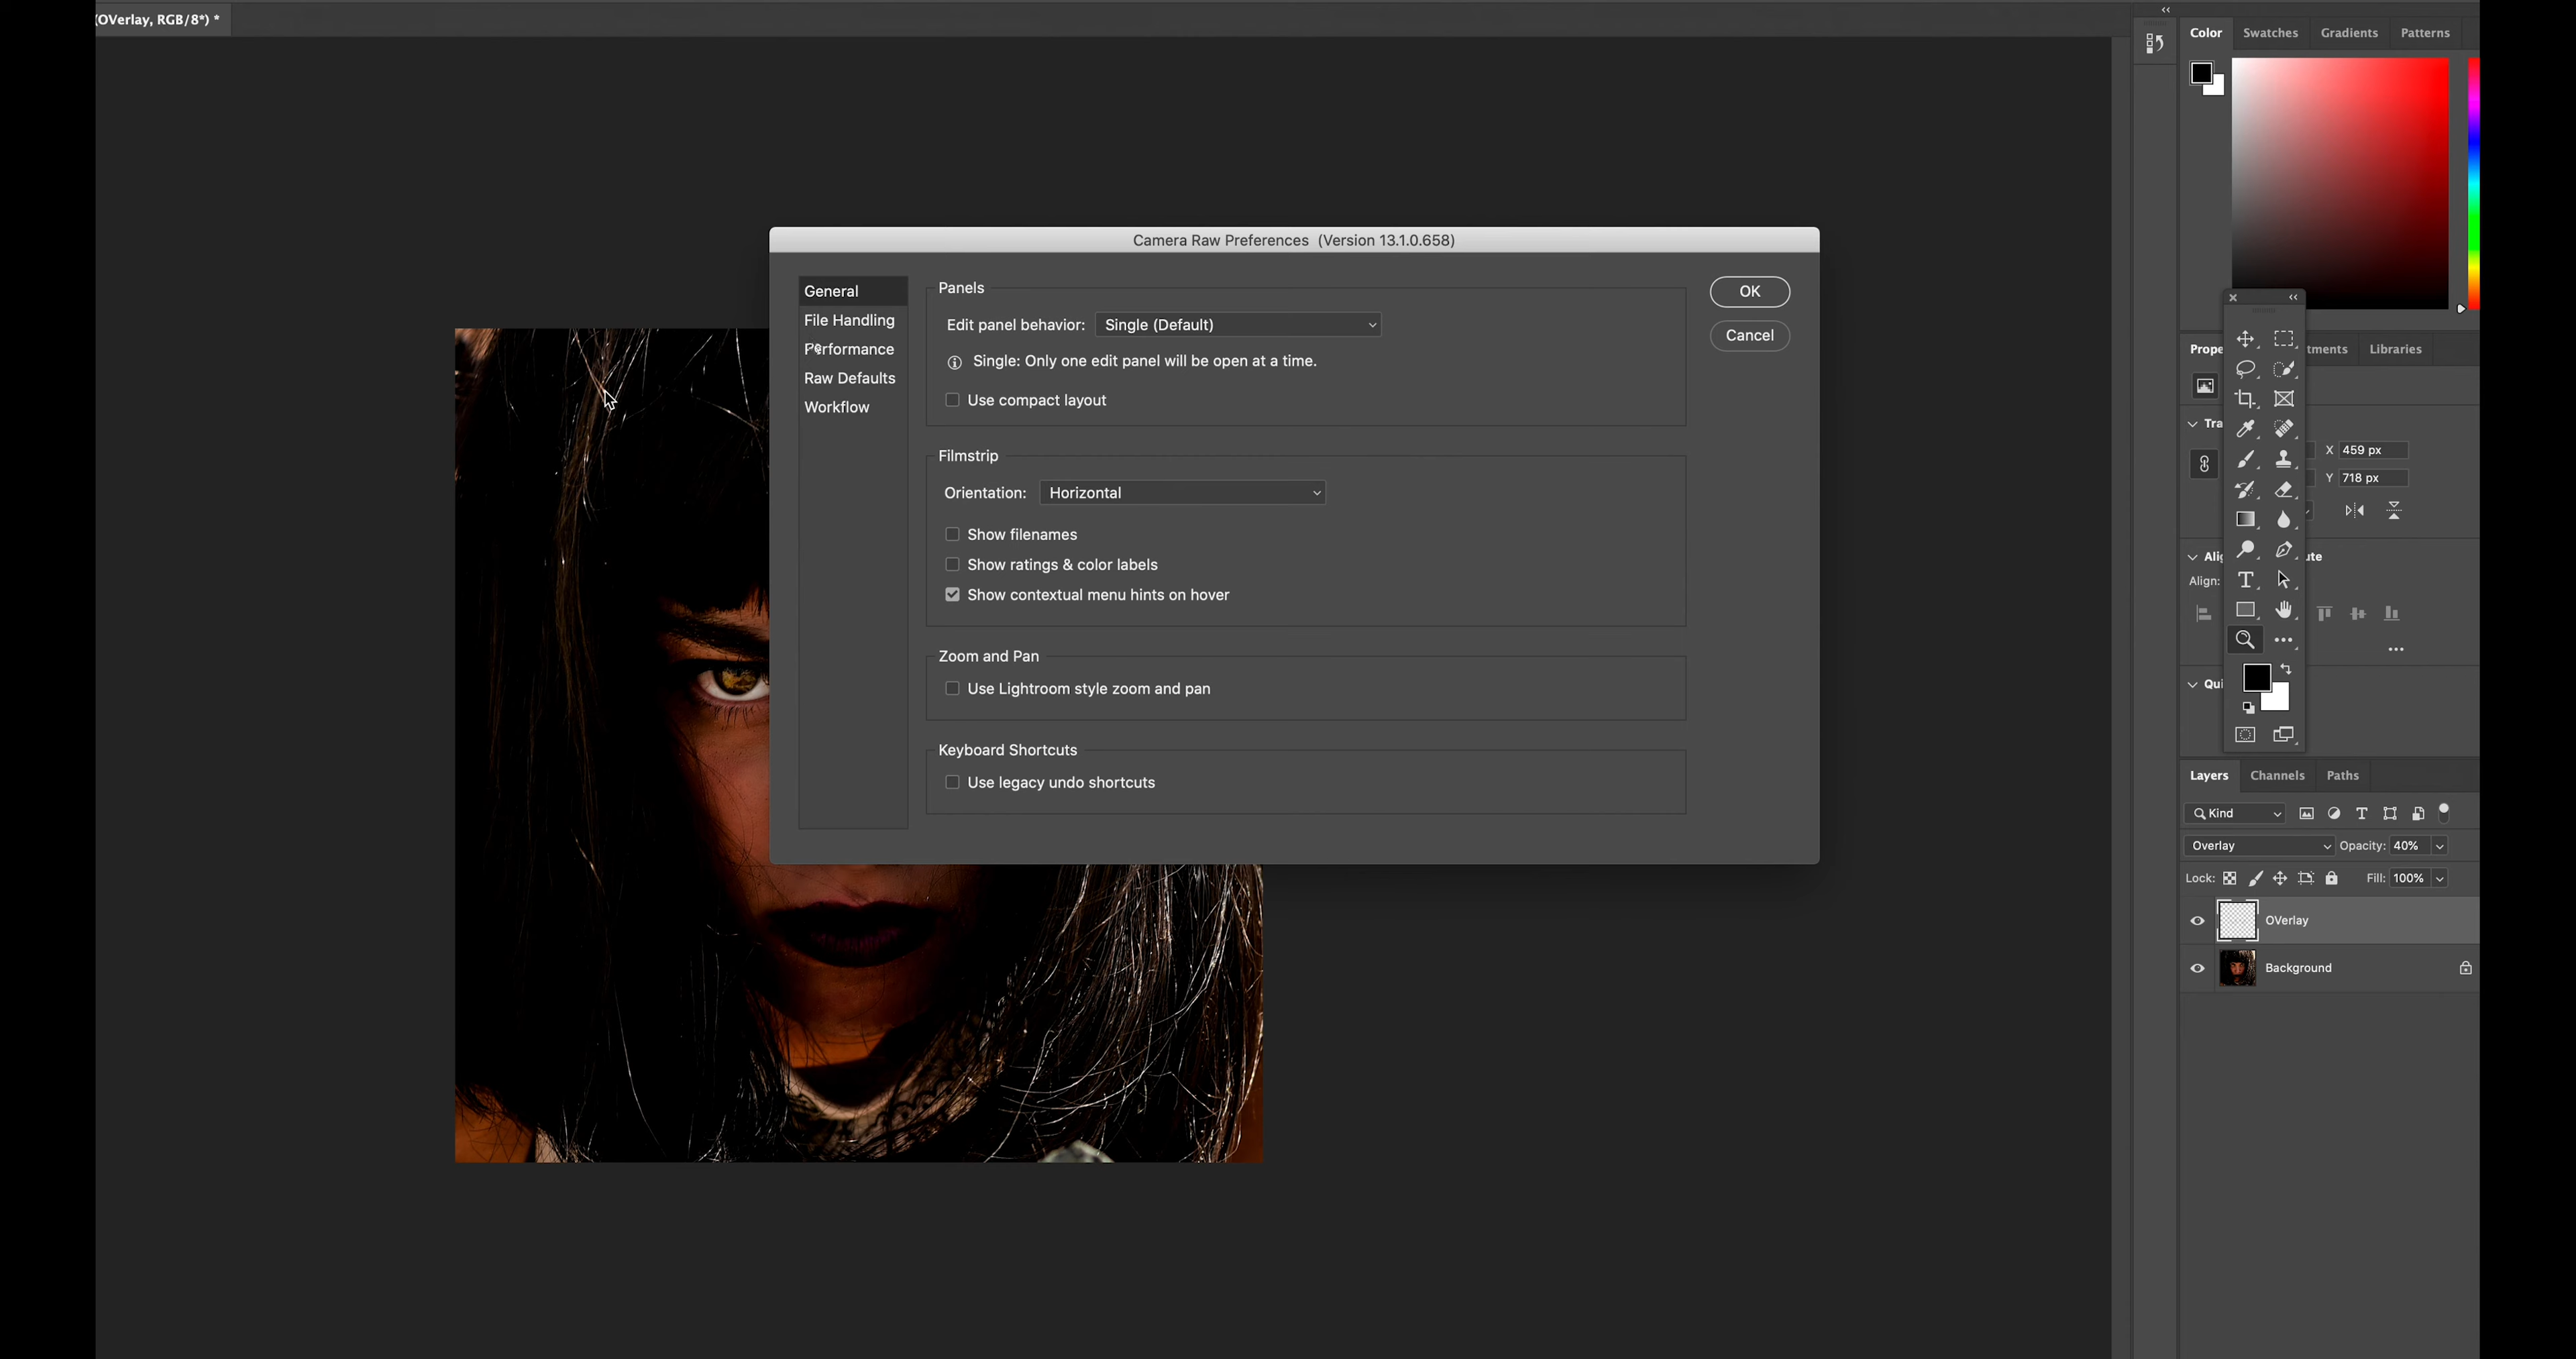 (OVerlay, RGB/8*) *
Color Swatches Gradients Patterns
Camera Raw Preferences (Version 13.1.0.658)
General
File Handling
Performance
Raw Defaults
Workflow
Panels
Edit panel behavior: Single (Default)
Single: Only one edit panel will be open at a time.
Use compact layout
Filmstrip
Orientation: Horizontal
Show filenames
Show ratings & color labels
Show contextual menu hints on hover
Zoom and Pan
Use Lightroom style zoom and pan
Keyboard Shortcuts
Use legacy undo shortcuts
OK
Cancel
Prope tments Libraries
Tra
X 459 px
Y 718 px
Alig ute
Align:
Qui
Layers Channels Paths
Kind
Overlay Opacity: 40%
Lock: Fill: 100%
OVerlay
Background